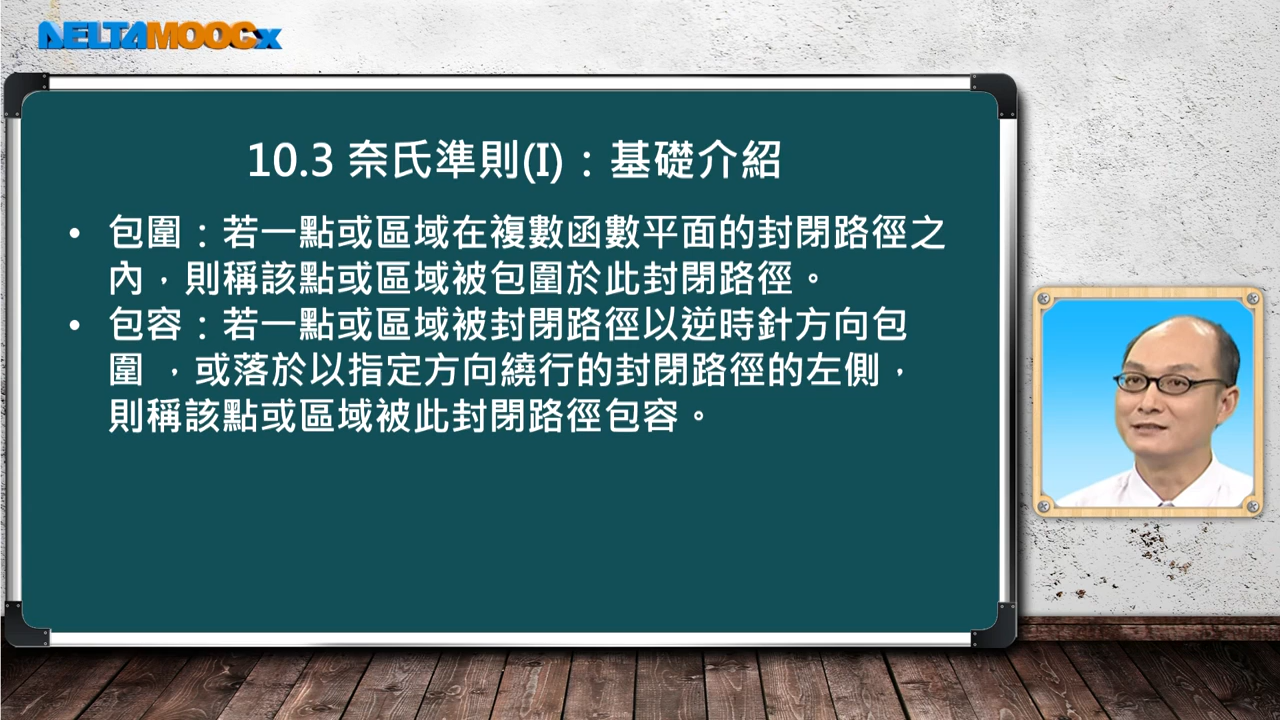 DELTAMOOCx
10.3 奈氏準則(I)：基礎介紹
• 包圍：若一點或區域在複數函數平面的封閉路徑之
內，則稱該點或區域被包圍於此封閉路徑。
• 包容：若一點或區域被封閉路徑以逆時針方向包
圍 ，或落於以指定方向繞行的封閉路徑的左側，
則稱該點或區域被此封閉路徑包容。